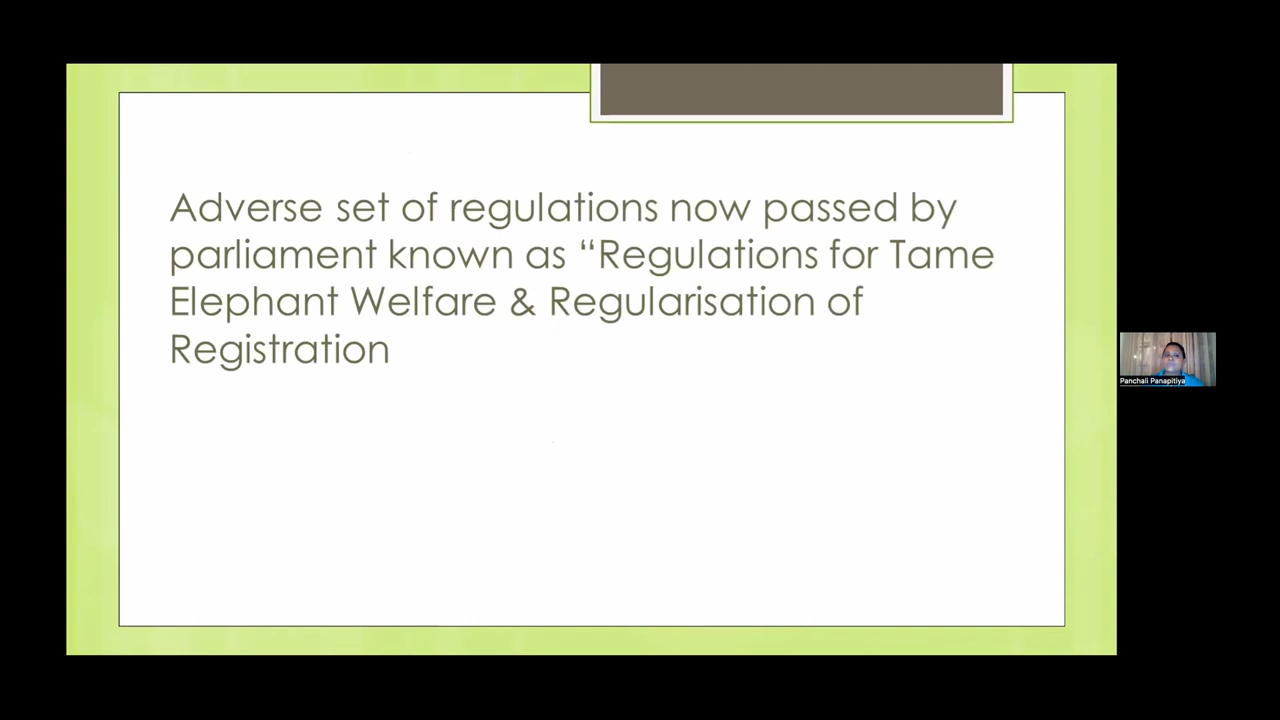 Adverse set of regulations now passed by
parliament known as “Regulations for Tame
Elephant Welfare & Regularisation of
Registration
Panchali Panapitiya